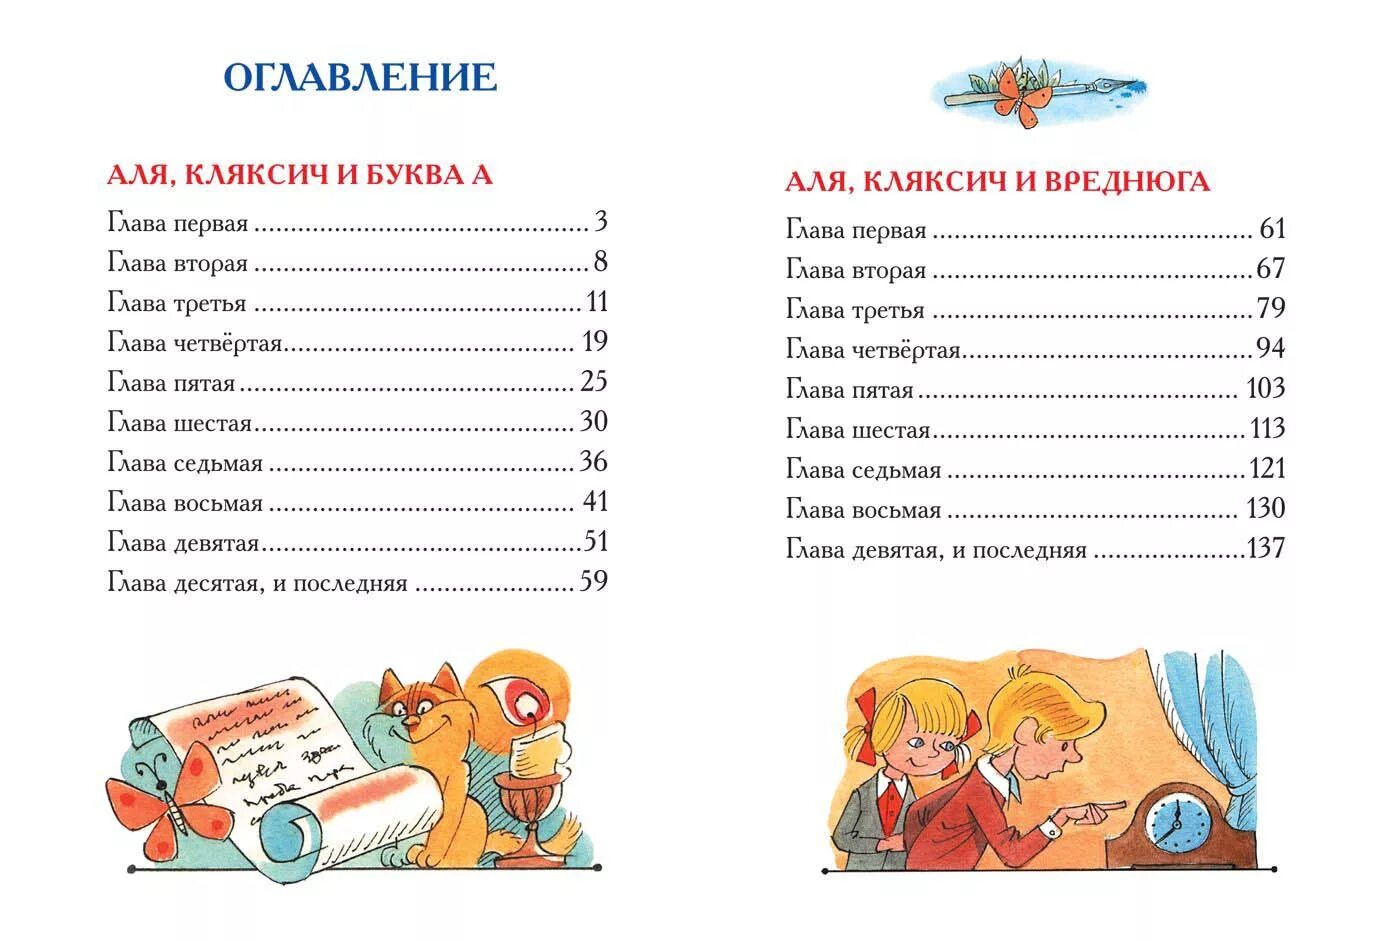 ОГЛАВЛЕНИЕ
АЛЯ, КЛЯКСИЧ И БУКВА А
Глава первая ........................................ 3
Глава вторая ........................................ 8
Глава третья ........................................ 11
Глава четвёртая ........................................ 19
Глава пятая ........................................ 25
Глава шестая ........................................ 30
Глава седьмая ........................................ 36
Глава восьмая ........................................ 41
Глава девятая ........................................ 51
Глава десятая, и последняя .................... 59
АЛЯ, КЛЯКСИЧ И ВРЕДНЮГА
Глава первая ........................................ 61
Глава вторая ........................................ 67
Глава третья ........................................ 79
Глава четвёртая ........................................ 94
Глава пятая ........................................ 103
Глава шестая ........................................ 113
Глава седьмая ........................................ 121
Глава восьмая ........................................ 130
Глава девятая, и последняя .................... 137